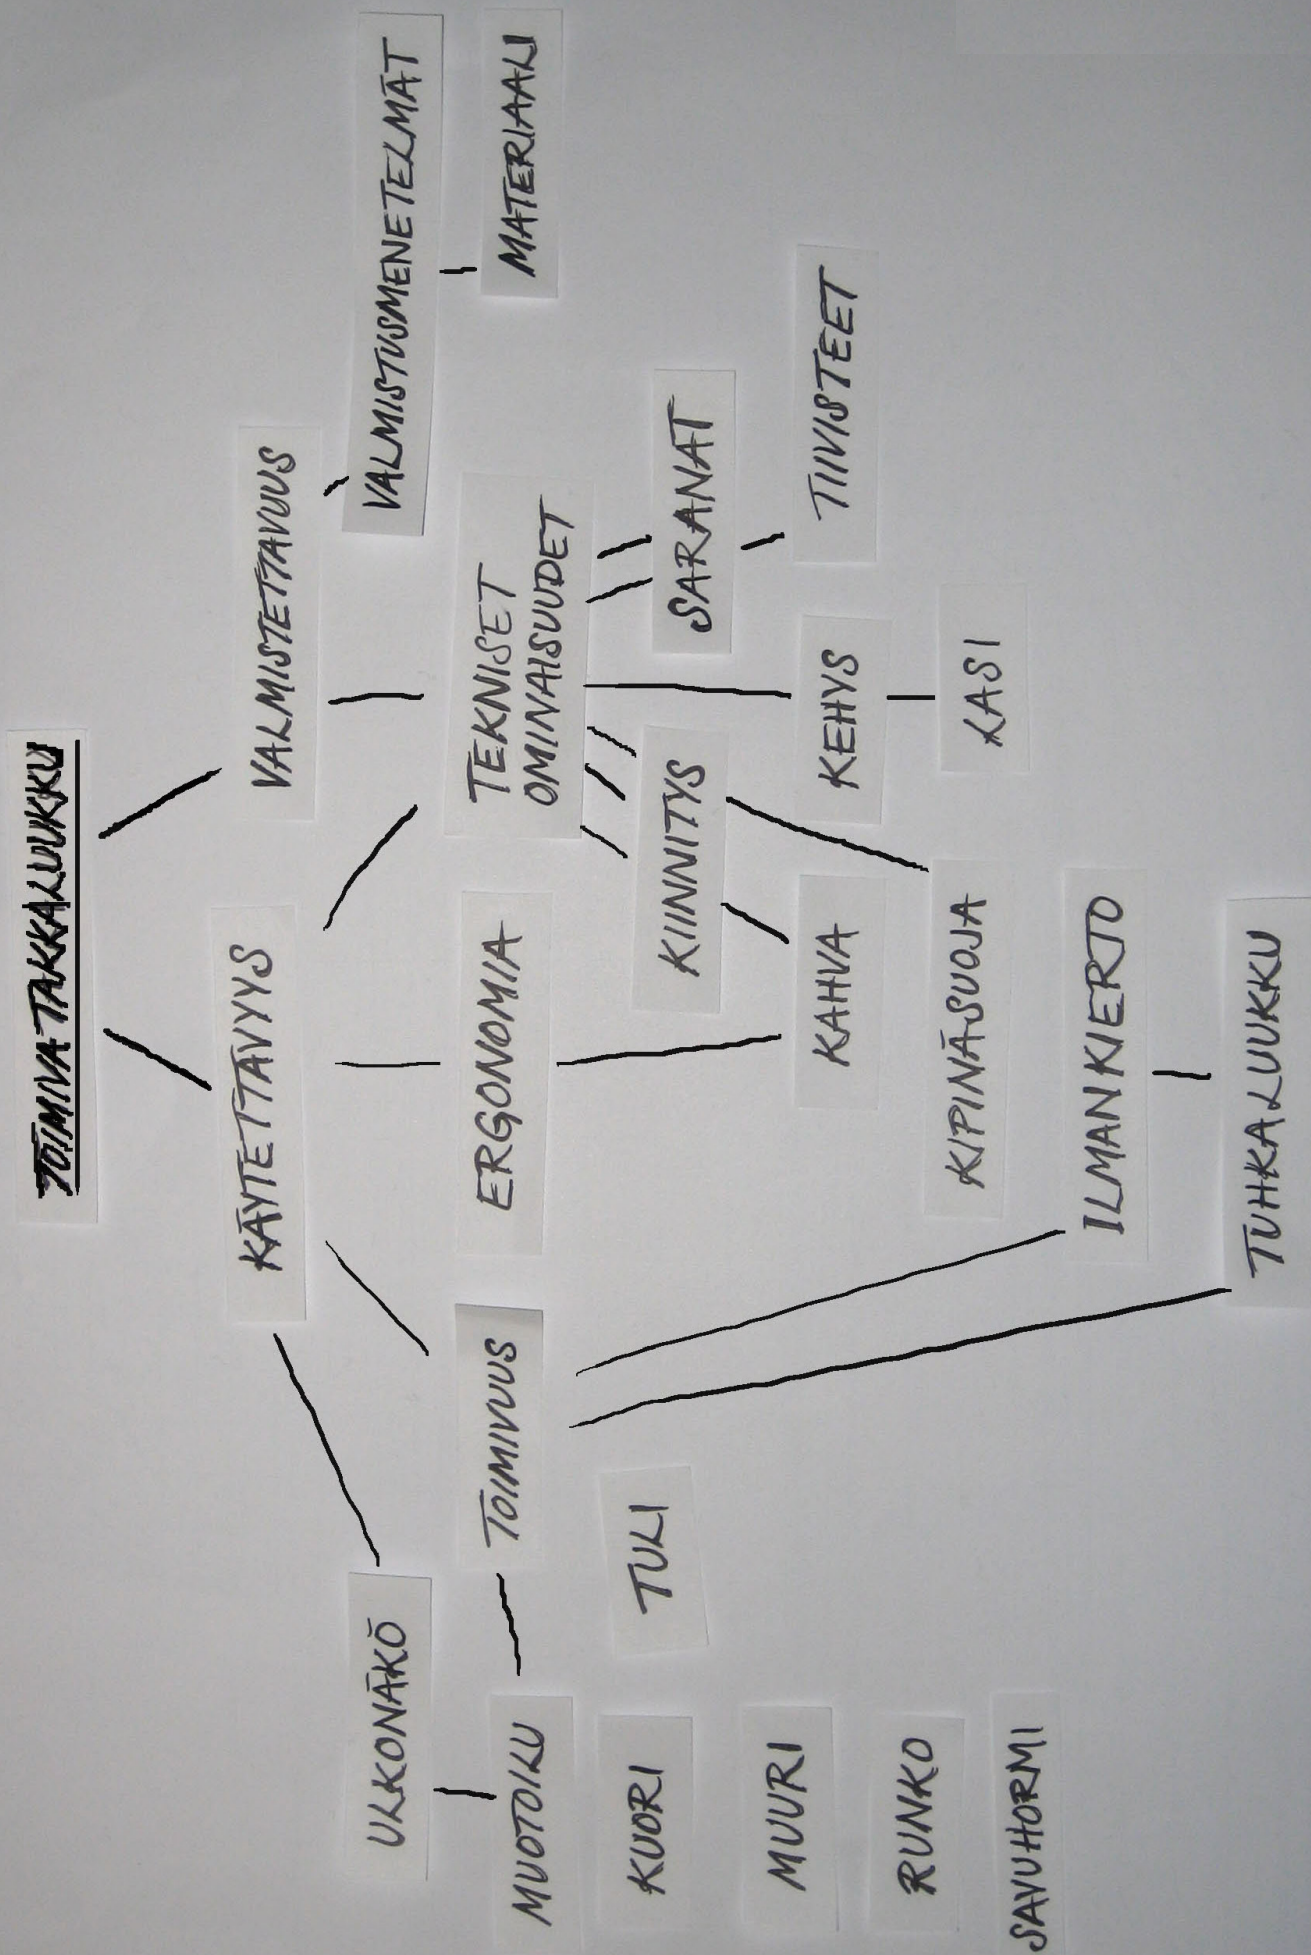 TOIMIVA TAKKALUUKKU
KÄYTETTÄVYYS
VALMISTETTAVUUS
ULKONÄKÖ
VALMISTUSMENETELMÄT
MUOTOILU
TOIMIVUUS
ERGONOMIA
TEKNISET
OMINAISUUDET
MATERIAALI
KUORI
TULI
KIINNITYS
SARANAT
MUURI
KAHVA
KEHYS
TIIVISTEET
RUNKO
KIPINÄSUOJA
LASI
SAVUHORMI
ILMANKIERTO
TUHKALUUKKU